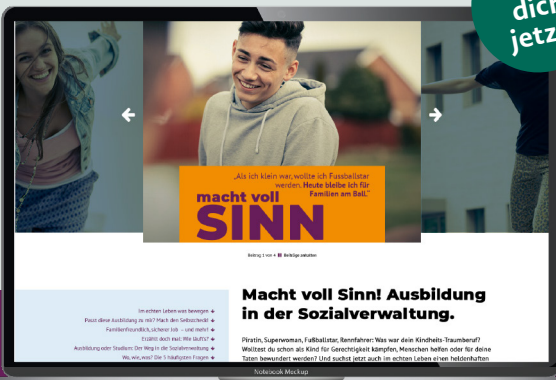 dich
jetz
„Als ich klein war, wollte ich Fussballstar
werden. Heute bleibe ich für
Familien am Ball.“
macht voll
SINN
Beitrag 1 von 4 Beiträge anhalten
Im echten Leben was bewegen +
Passt diese Ausbildung zu mir? Mach den Selbstcheck! +
Familienfreundlich, sicherer Job – und mehr! +
Erzähl doch mal: Wie läuft's? +
Ausbildung oder Studium: Der Weg in die Sozialverwaltung +
Wo, wie, was? Die 5 häufigsten Fragen +
Macht voll Sinn! Ausbildung
in der Sozialverwaltung.
Piratin, Superwoman, Fußballstar, Rennfahrer: Was war dein Kindheits-Traumberuf?
Wolltest du schon als Kind für Gerechtigkeit kämpfen, Menschen helfen oder für deine
Taten bewundert werden? Und suchst jetzt auch im echten Leben einen heldenhaften
Notebook Mockup